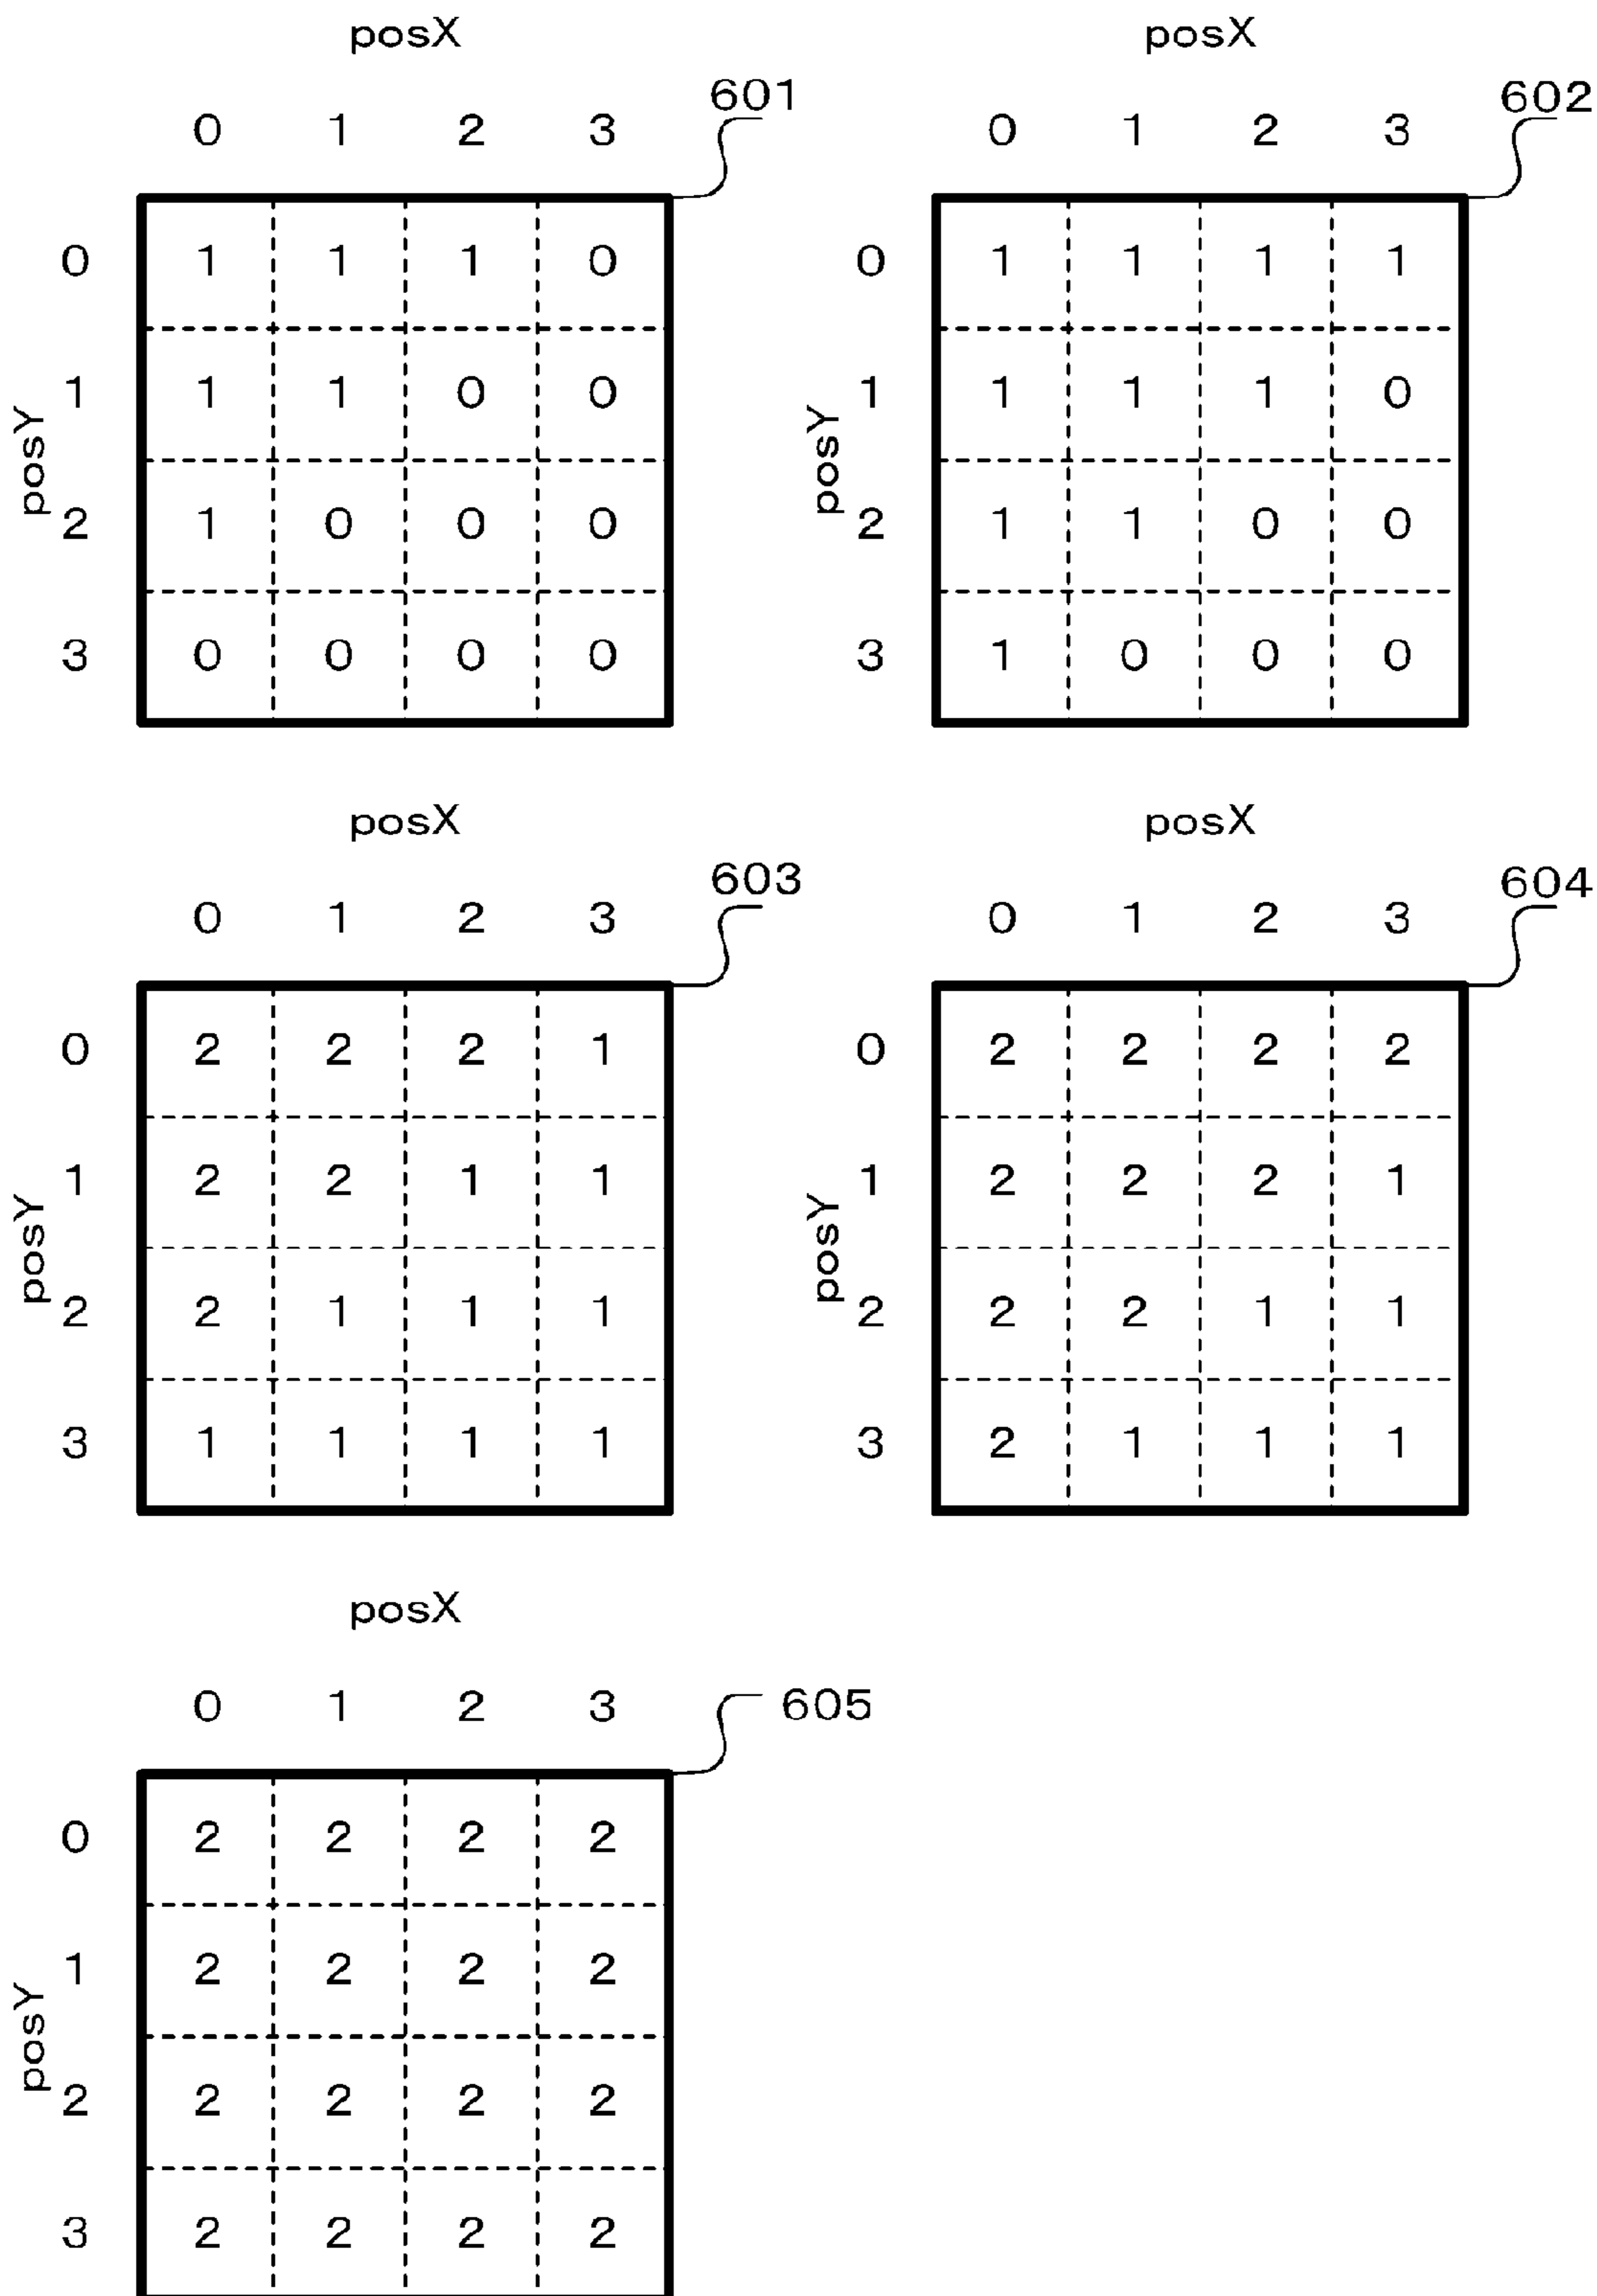 posX
601
0 1 2 3
posY
0 1 1 1 0
1 1 1 0 0
2 1 0 0 0
3 0 0 0 0
posX
602
0 1 2 3
posY
0 1 1 1 1
1 1 1 1 0
2 1 1 0 0
3 1 0 0 0
posX
603
0 1 2 3
posY
0 2 2 2 1
1 2 2 1 1
2 2 1 1 1
3 1 1 1 1
posX
604
0 1 2 3
posY
0 2 2 2 2
1 2 2 2 1
2 2 2 1 1
3 2 1 1 1
posX
605
0 1 2 3
posY
0 2 2 2 2
1 2 2 2 2
2 2 2 2 2
3 2 2 2 2